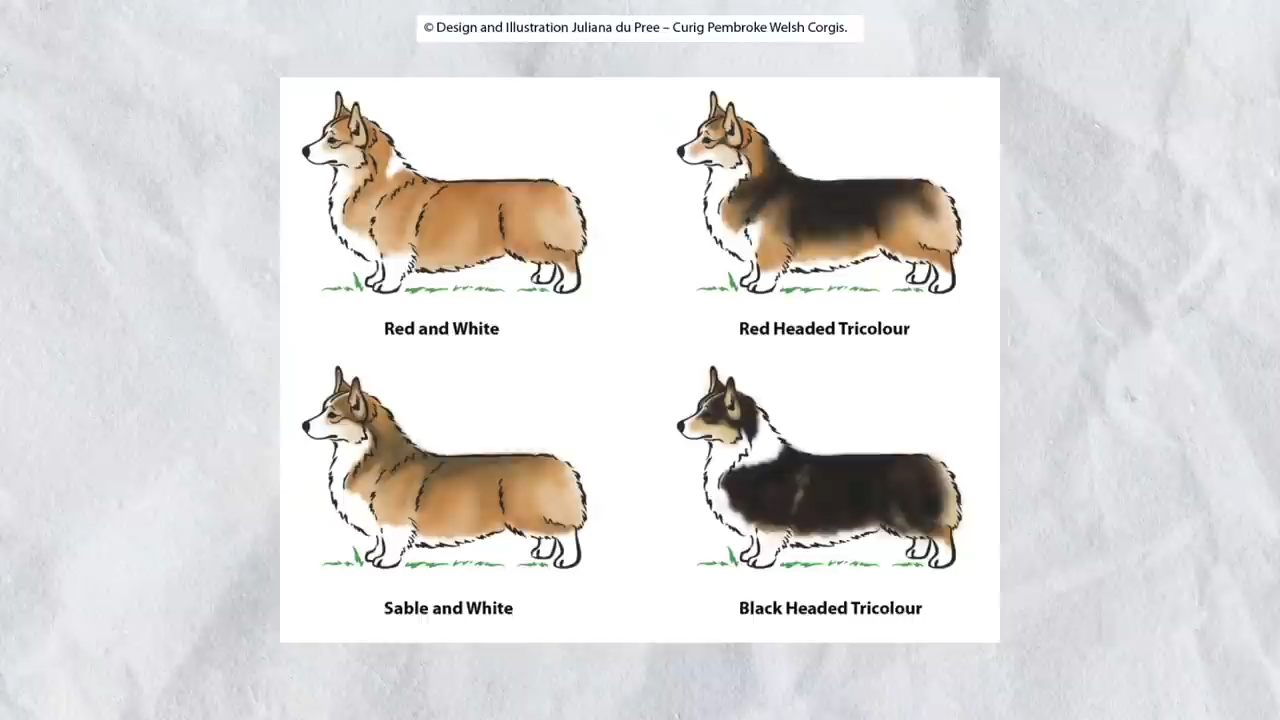 © Design and Illustration Juliana du Pree – Curig Pembroke Welsh Corgis.
Red and White
Red Headed Tricolour
Sable and White
Black Headed Tricolour